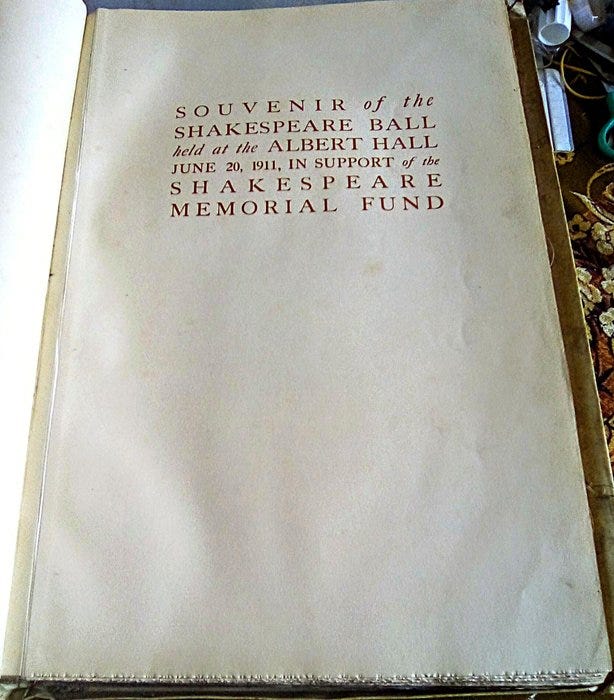 SOUVENIR of the
SHAKESPEARE BALL
held at the ALBERT HALL
JUNE 20, 1911, IN SUPPORT of the
SHAKESPEARE
MEMORIAL FUND